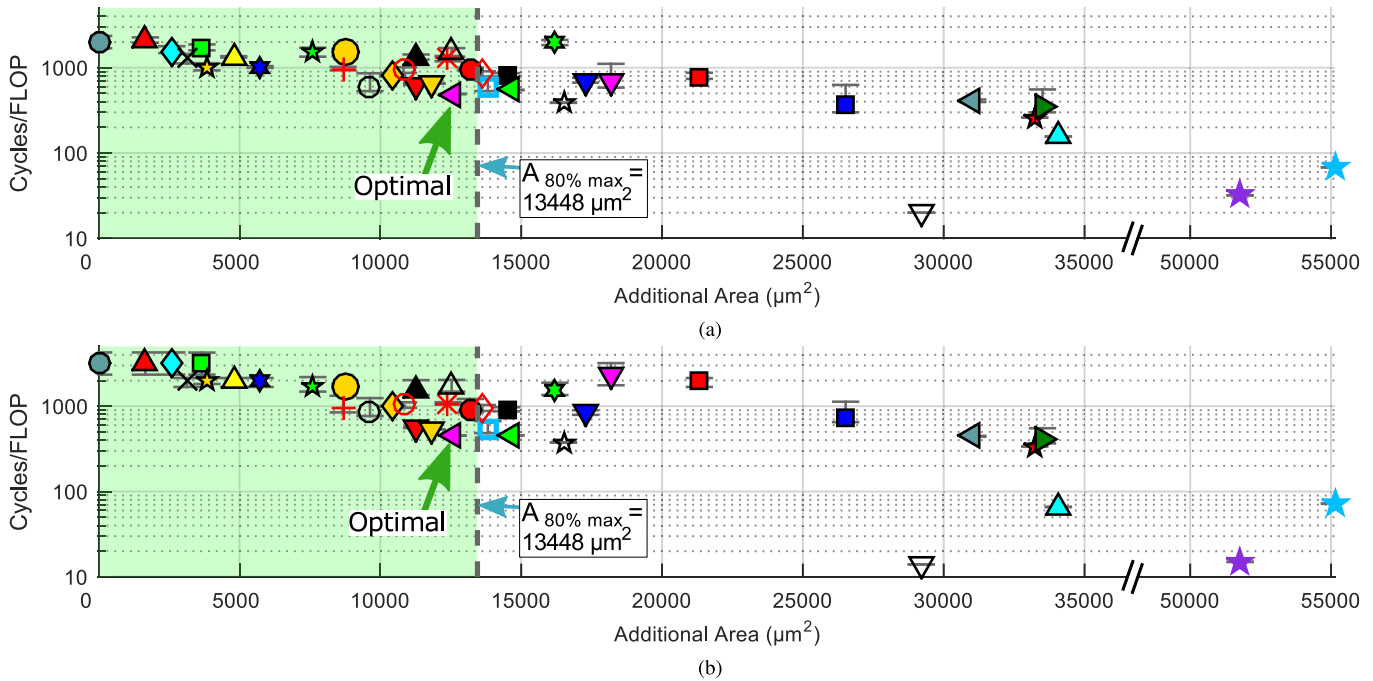 1000
100
10
Cycles/FLOP
Optimal
A 80% max =
13448 μm²
0 5000 10000 15000 20000 25000 30000 35000 50000 55000
Additional Area (μm²)
(a)
1000
100
10
Cycles/FLOP
Optimal
A 80% max =
13448 μm²
0 5000 10000 15000 20000 25000 30000 35000 50000 55000
Additional Area (μm²)
(b)